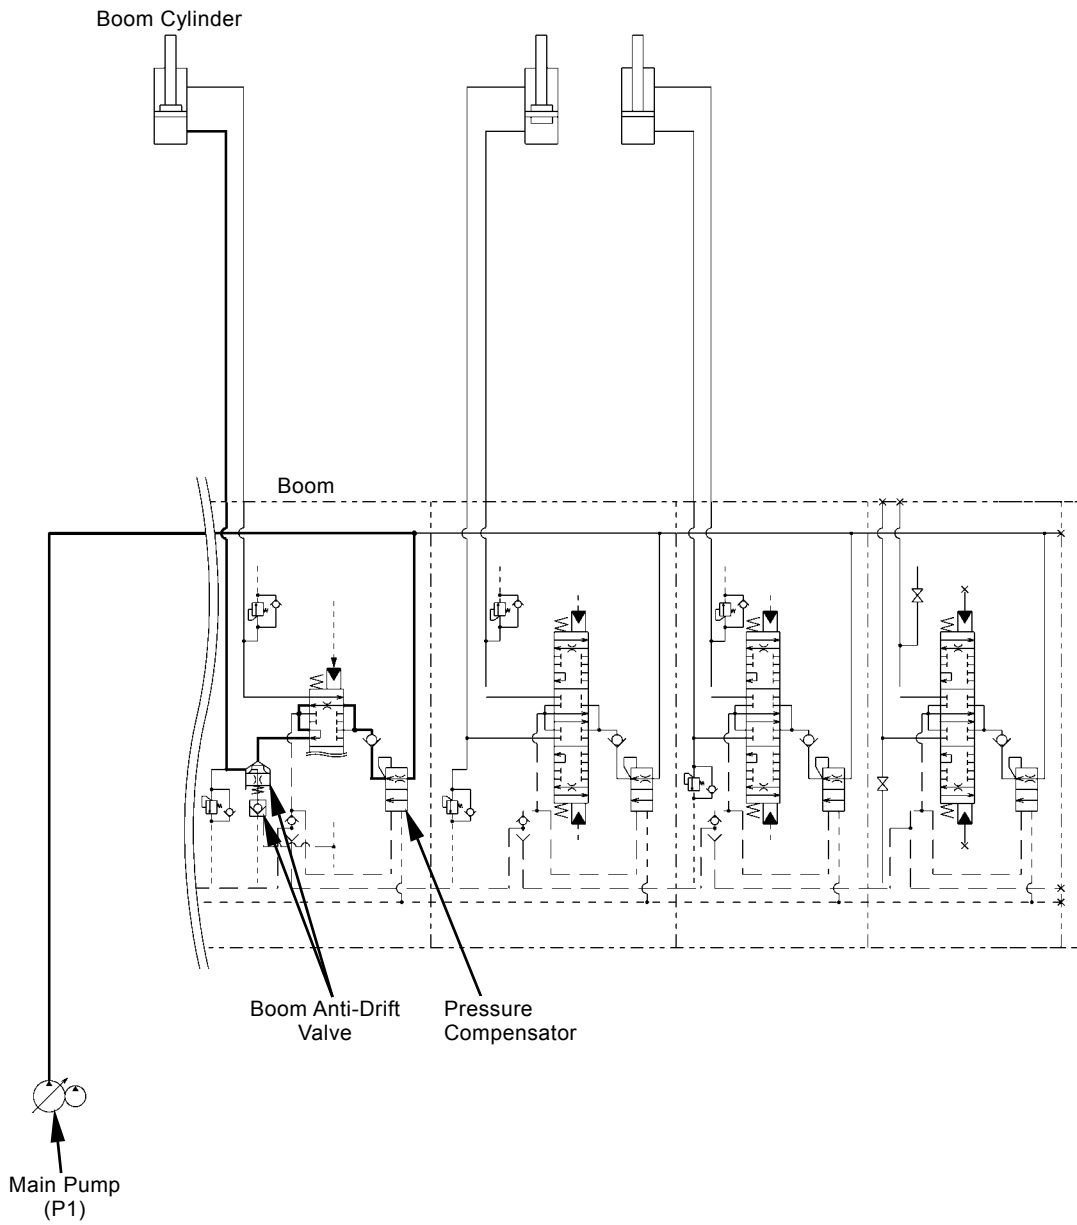 Boom Cylinder
Boom
Boom Anti-Drift
Valve
Pressure
Compensator
Main Pump
(P1)